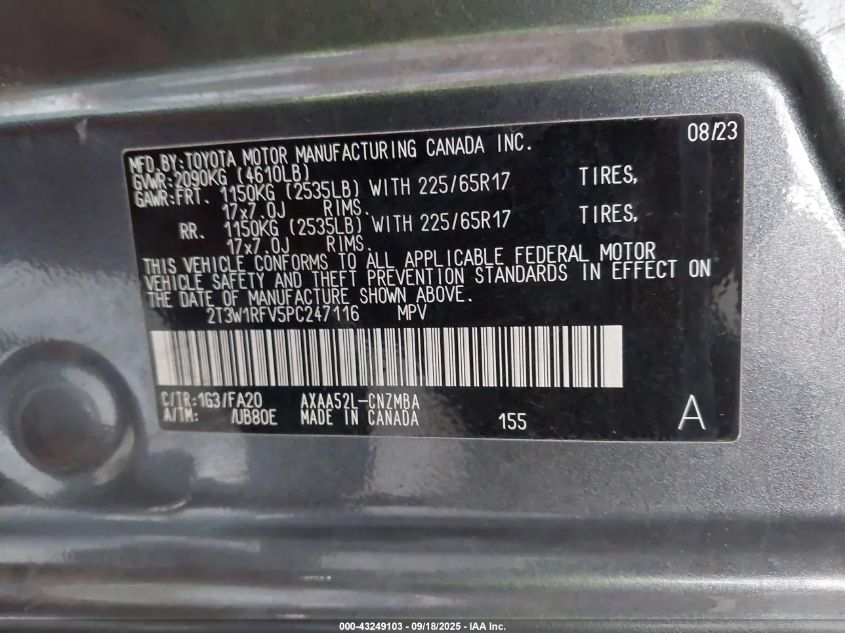 08/23
MFD.BY:TOYOTA MOTOR MANUFACTURING CANADA INC.
GVWR:2090KG (4610LB)
GAWR:FRT. 1150KG (2535LB) WITH 225/65R17 TIRES,
17x7.0J RIMS.
RR. 1150KG (2535LB) WITH 225/65R17 TIRES,
17x7.0J RIMS.
THIS VEHICLE CONFORMS TO ALL APPLICABLE FEDERAL MOTOR
VEHICLE SAFETY AND THEFT PREVENTION STANDARDS IN EFFECT ON
THE DATE OF MANUFACTURE SHOWN ABOVE.
2T3W1RFV5PC247116 MPV
C/TR:1G3/FA20 AXAA52L-CNZMBA
A/TM: /UB80E MADE IN CANADA 155 A
000-43249103 - 09/18/2025 - IAA Inc.